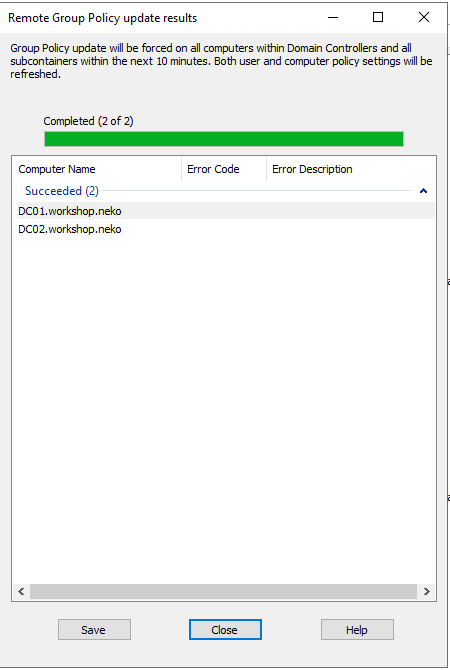 Remote Group Policy update results
Group Policy update will be forced on all computers within Domain Controllers and all
subcontainers within the next 10 minutes. Both user and computer policy settings will be
refreshed.
Completed (2 of 2)
Computer Name Error Code Error Description
Succeeded (2)
DC01.workshop.neko
DC02.workshop.neko
Save Close Help